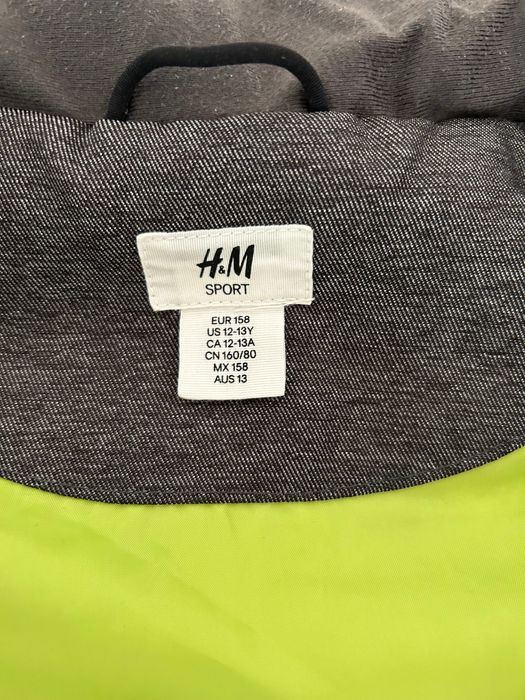 H&M
SPORT
EUR 158
US 12-13Y
CA 12-13A
CN 160/80
MX 158
AUS 13